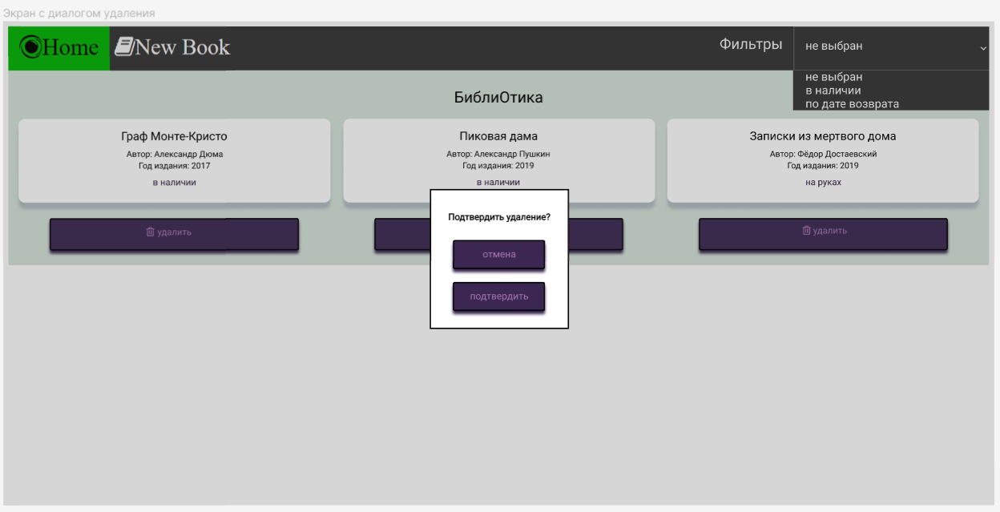 Экран с диалогом удаления
Home
New Book
Фильтры
не выбран
не выбран
в наличии
по дате возврата
БиблиОтика
Граф Монте-Кристо
Автор: Александр Дюма
Год издания: 2017
в наличии
удалить
Пиковая дама
Автор: Александр Пушкин
Год издания: 2019
в наличии
Записки из мертвого дома
Автор: Фёдор Достаевский
Год издания: 2019
на руках
удалить
Подтвердить удаление?
отмена
подтвердить